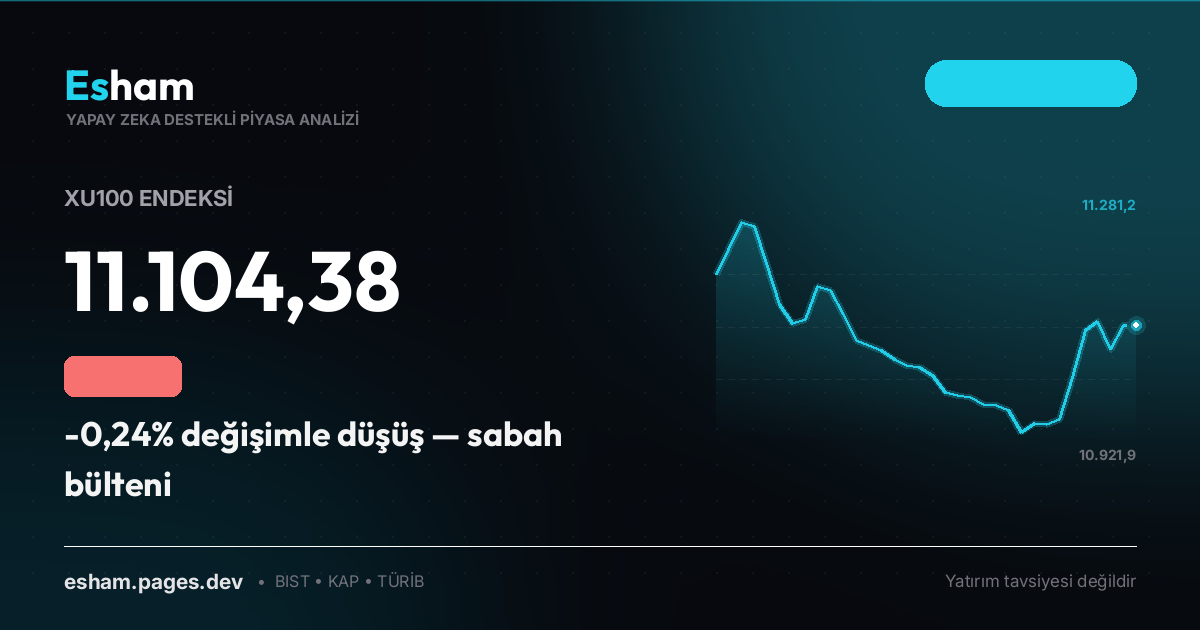 Esham
YAPAY ZEKA DESTEKLİ PİYASA ANALİZİ
XU100 ENDEKSİ
11.104,38
-0,24% değişimle düşüş — sabah
bülteni
11.281,2
10.921,9
esham.pages.dev • BIST • KAP • TÜRİB
Yatırım tavsiyesi değildir